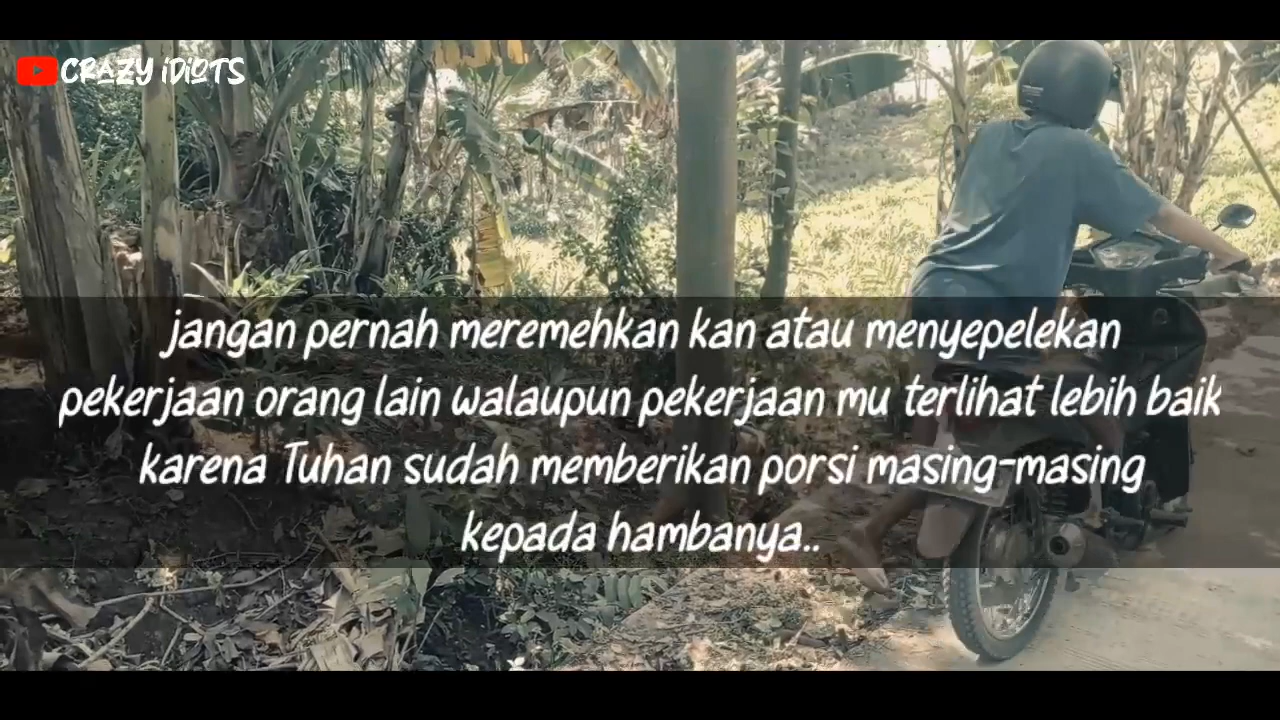 CRAZY iDiOTS
jangan pernah meremehkan kan atau menyepelekan
pekerjaan orang lain walaupun pekerjaan mu terlihat lebih baik
karena Tuhan sudah memberikan porsi masing-masing
kepada hambanya..